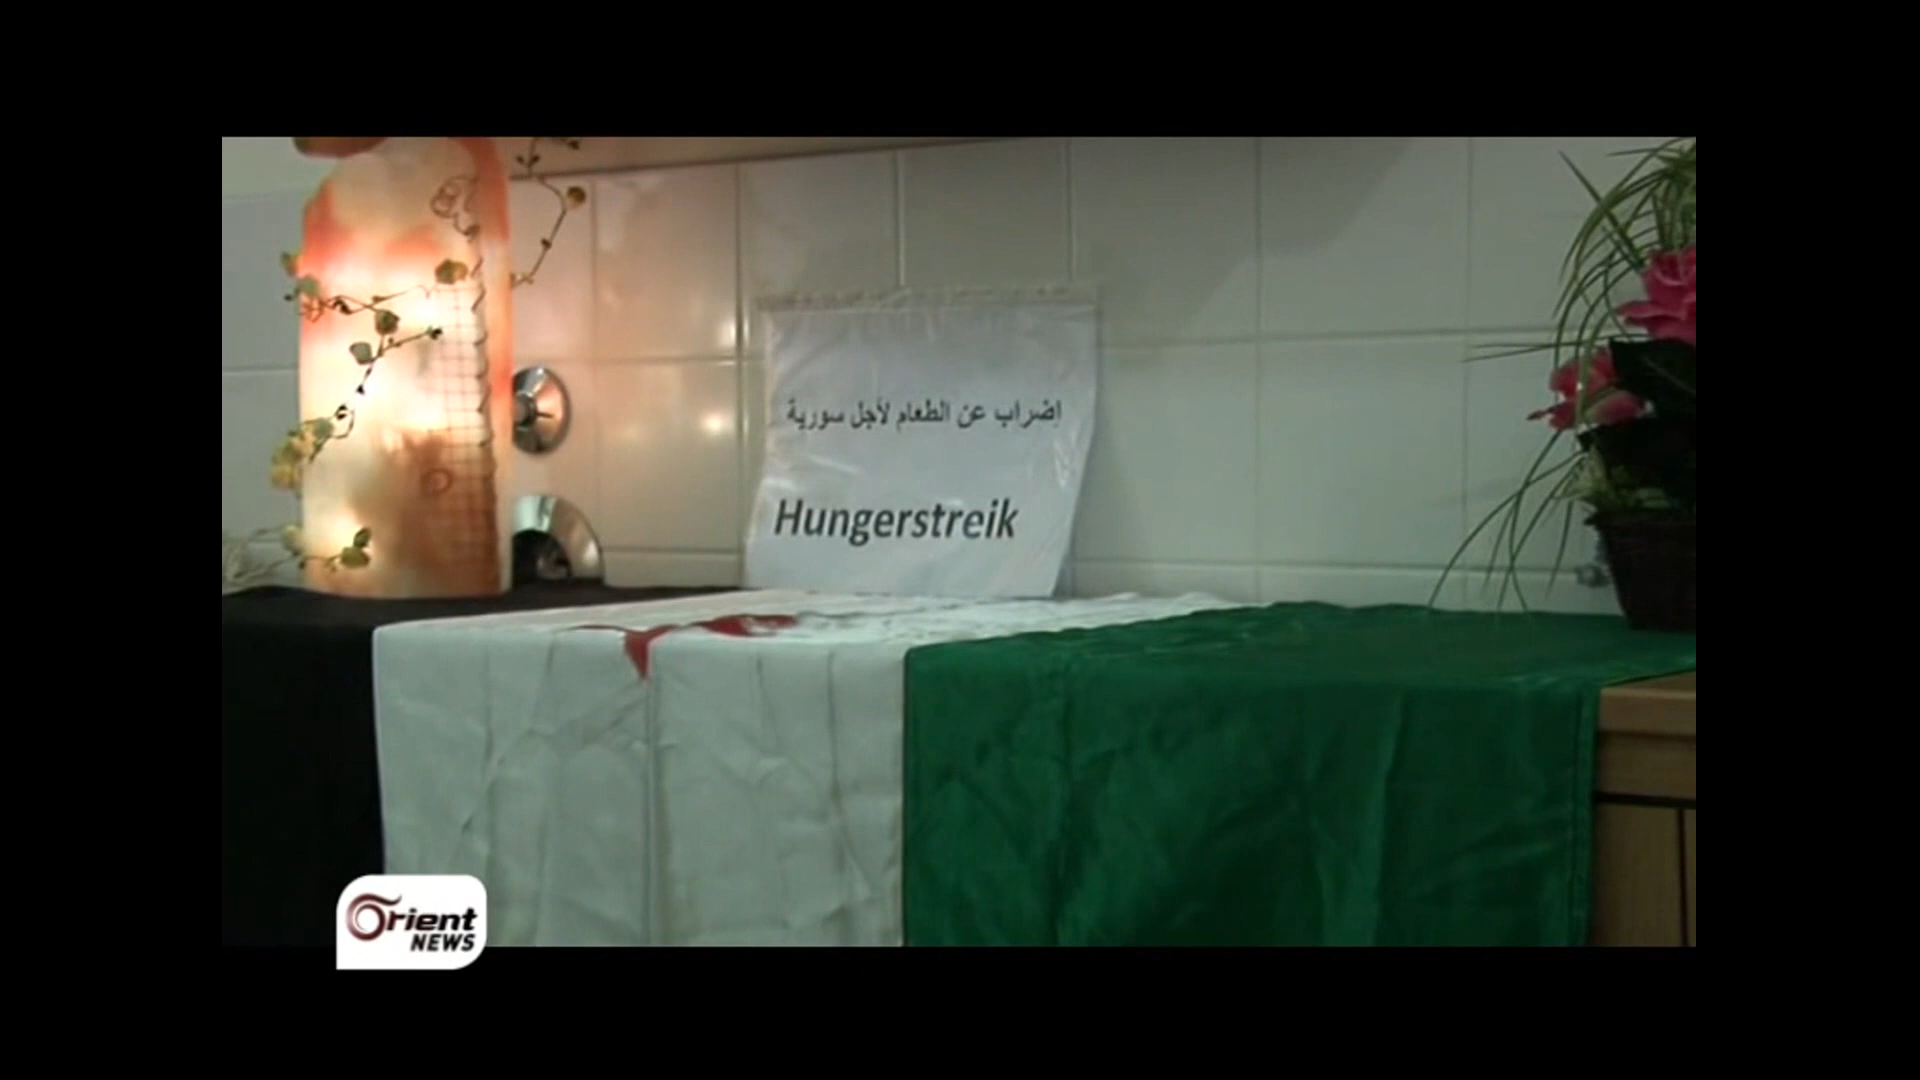 إضراب عن الطعام لأجل سورية
Hungerstreik
Orient
NEWS